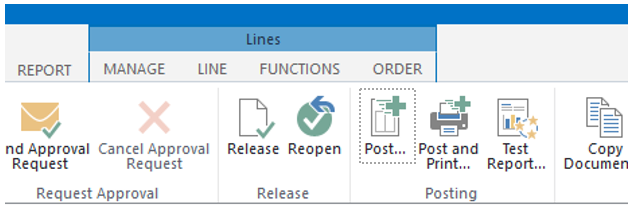 Lines
REPORT MANAGE LINE FUNCTIONS ORDER
nd Approval Cancel Approval Release Reopen Post... Post and Test Copy
Request Request Print... Report... Documen
Request Approval Release Posting